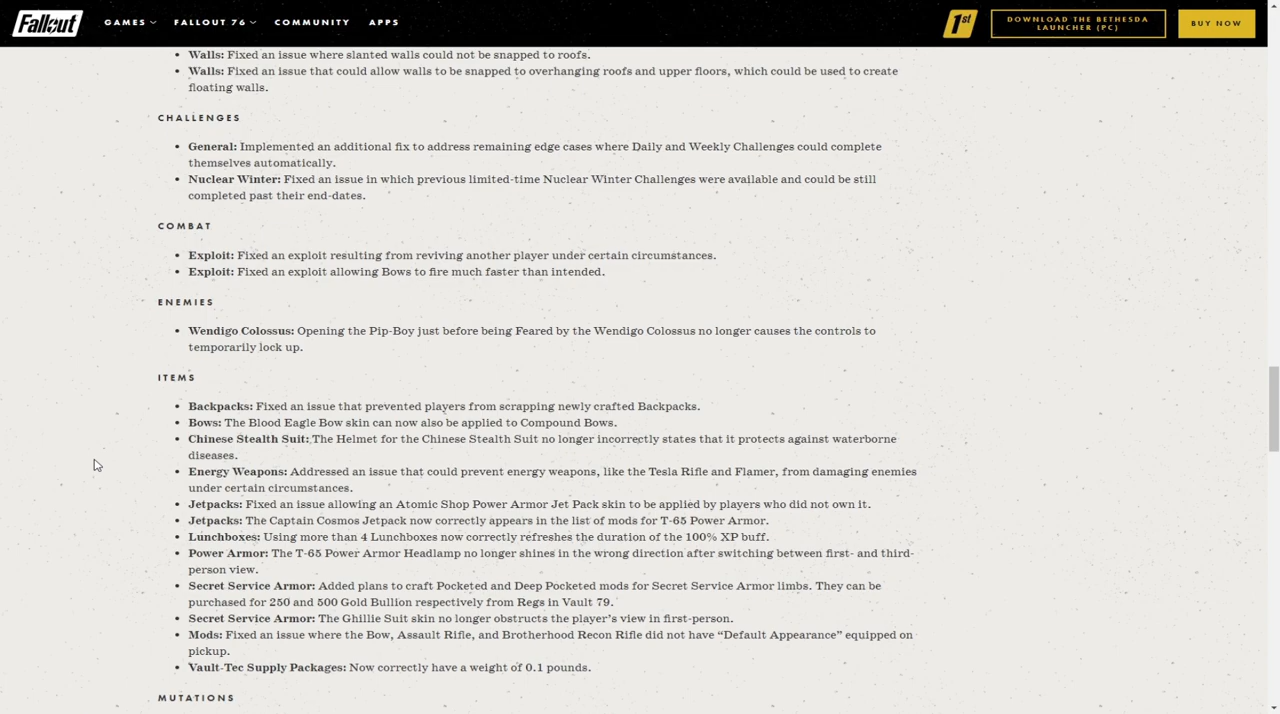 Fallout GAMES FALLOUT 76 COMMUNITY APPS 1st DOWNLOAD THE BETHESDA LAUNCHER (PC) BUY NOW
• Walls: Fixed an issue where slanted walls could not be snapped to roofs.
• Walls: Fixed an issue that could allow walls to be snapped to overhanging roofs and upper floors, which could be used to create
floating walls.
CHALLENGES
• General: Implemented an additional fix to address remaining edge cases where Daily and Weekly Challenges could complete
themselves automatically.
• Nuclear Winter: Fixed an issue in which previous limited-time Nuclear Winter Challenges were available and could be still
completed past their end-dates.
COMBAT
• Exploit: Fixed an exploit resulting from reviving another player under certain circumstances.
• Exploit: Fixed an exploit allowing Bows to fire much faster than intended.
ENEMIES
• Wendigo Colossus: Opening the Pip-Boy just before being Feared by the Wendigo Colossus no longer causes the controls to
temporarily lock up.
ITEMS
• Backpacks: Fixed an issue that prevented players from scrapping newly crafted Backpacks.
• Bows: The Blood Eagle Bow skin can now also be applied to Compound Bows.
• Chinese Stealth Suit: The Helmet for the Chinese Stealth Suit no longer incorrectly states that it protects against waterborne
diseases.
• Energy Weapons: Addressed an issue that could prevent energy weapons, like the Tesla Rifle and Flamer, from damaging enemies
under certain circumstances.
• Jetpacks: Fixed an issue allowing an Atomic Shop Power Armor Jet Pack skin to be applied by players who did not own it.
• Jetpacks: The Captain Cosmos Jetpack now correctly appears in the list of mods for T-65 Power Armor.
• Lunchboxes: Using more than 4 Lunchboxes now correctly refreshes the duration of the 100% XP buff.
• Power Armor: The T-65 Power Armor Headlamp no longer shines in the wrong direction after switching between first- and third-
person view.
• Secret Service Armor: Added plans to craft Pocketed and Deep Pocketed mods for Secret Service Armor limbs. They can be
purchased for 250 and 500 Gold Bullion respectively from Regs in Vault 79.
• Secret Service Armor: The Ghillie Suit skin no longer obstructs the player’s view in first-person.
• Mods: Fixed an issue where the Bow, Assault Rifle, and Brotherhood Recon Rifle did not have “Default Appearance” equipped on
pickup.
• Vault-Tec Supply Packages: Now correctly have a weight of 0.1 pounds.
MUTATIONS